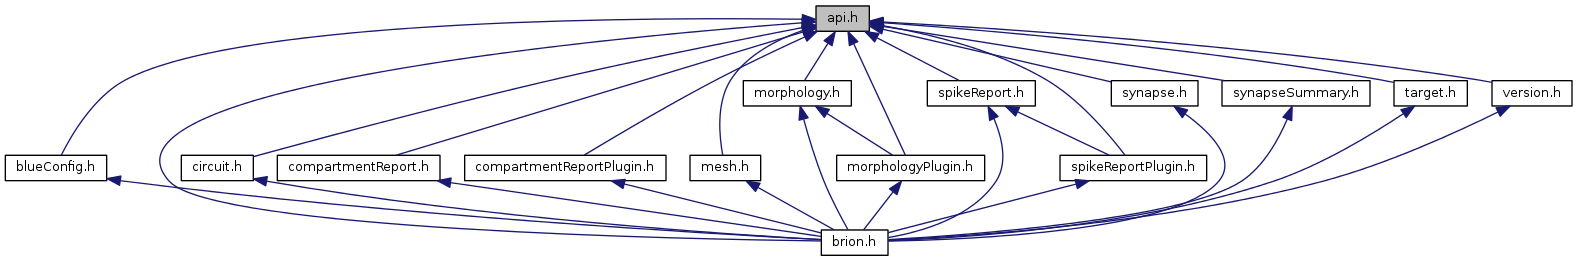 api.h
morphology.h
spikeReport.h
synapse.h
synapseSummary.h
target.h
version.h
blueConfig.h
circuit.h
compartmentReport.h
compartmentReportPlugin.h
mesh.h
morphologyPlugin.h
spikeReportPlugin.h
brion.h